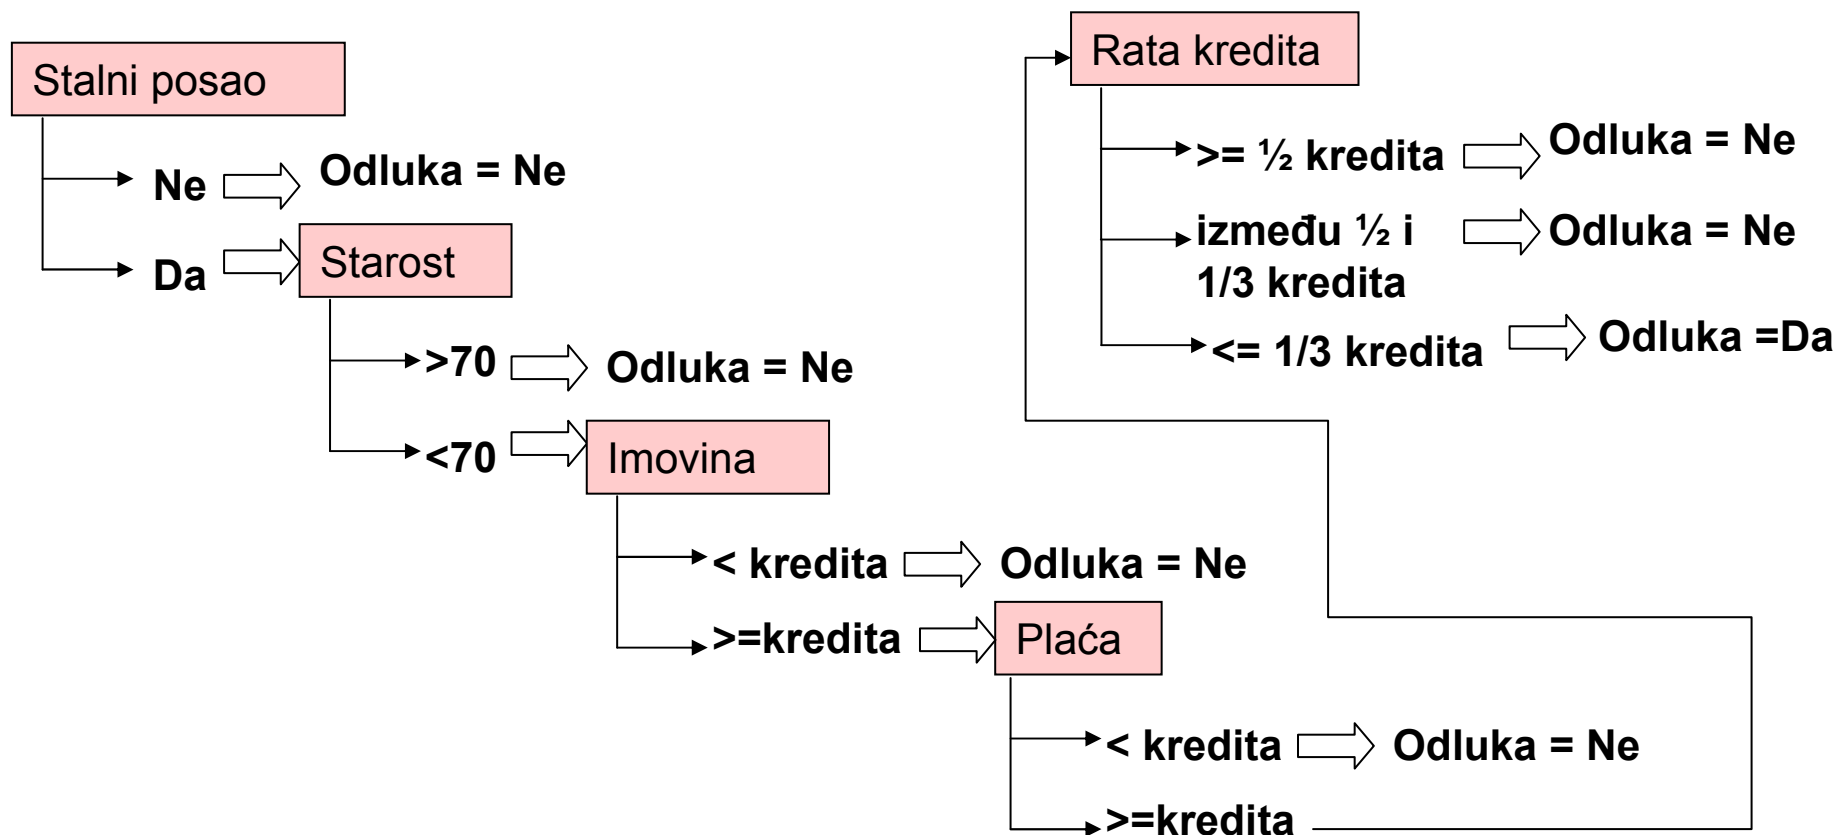 Stalni posao
Ne
Odluka = Ne
Da
Starost
>70
Odluka = Ne
<70
Imovina
< kredita
Odluka = Ne
>=kredita
Plaća
< kredita
Odluka = Ne
>=kredita
Rata kredita
>= ½ kredita
Odluka = Ne
između ½ i
1/3 kredita
Odluka = Ne
<= 1/3 kredita
Odluka =Da